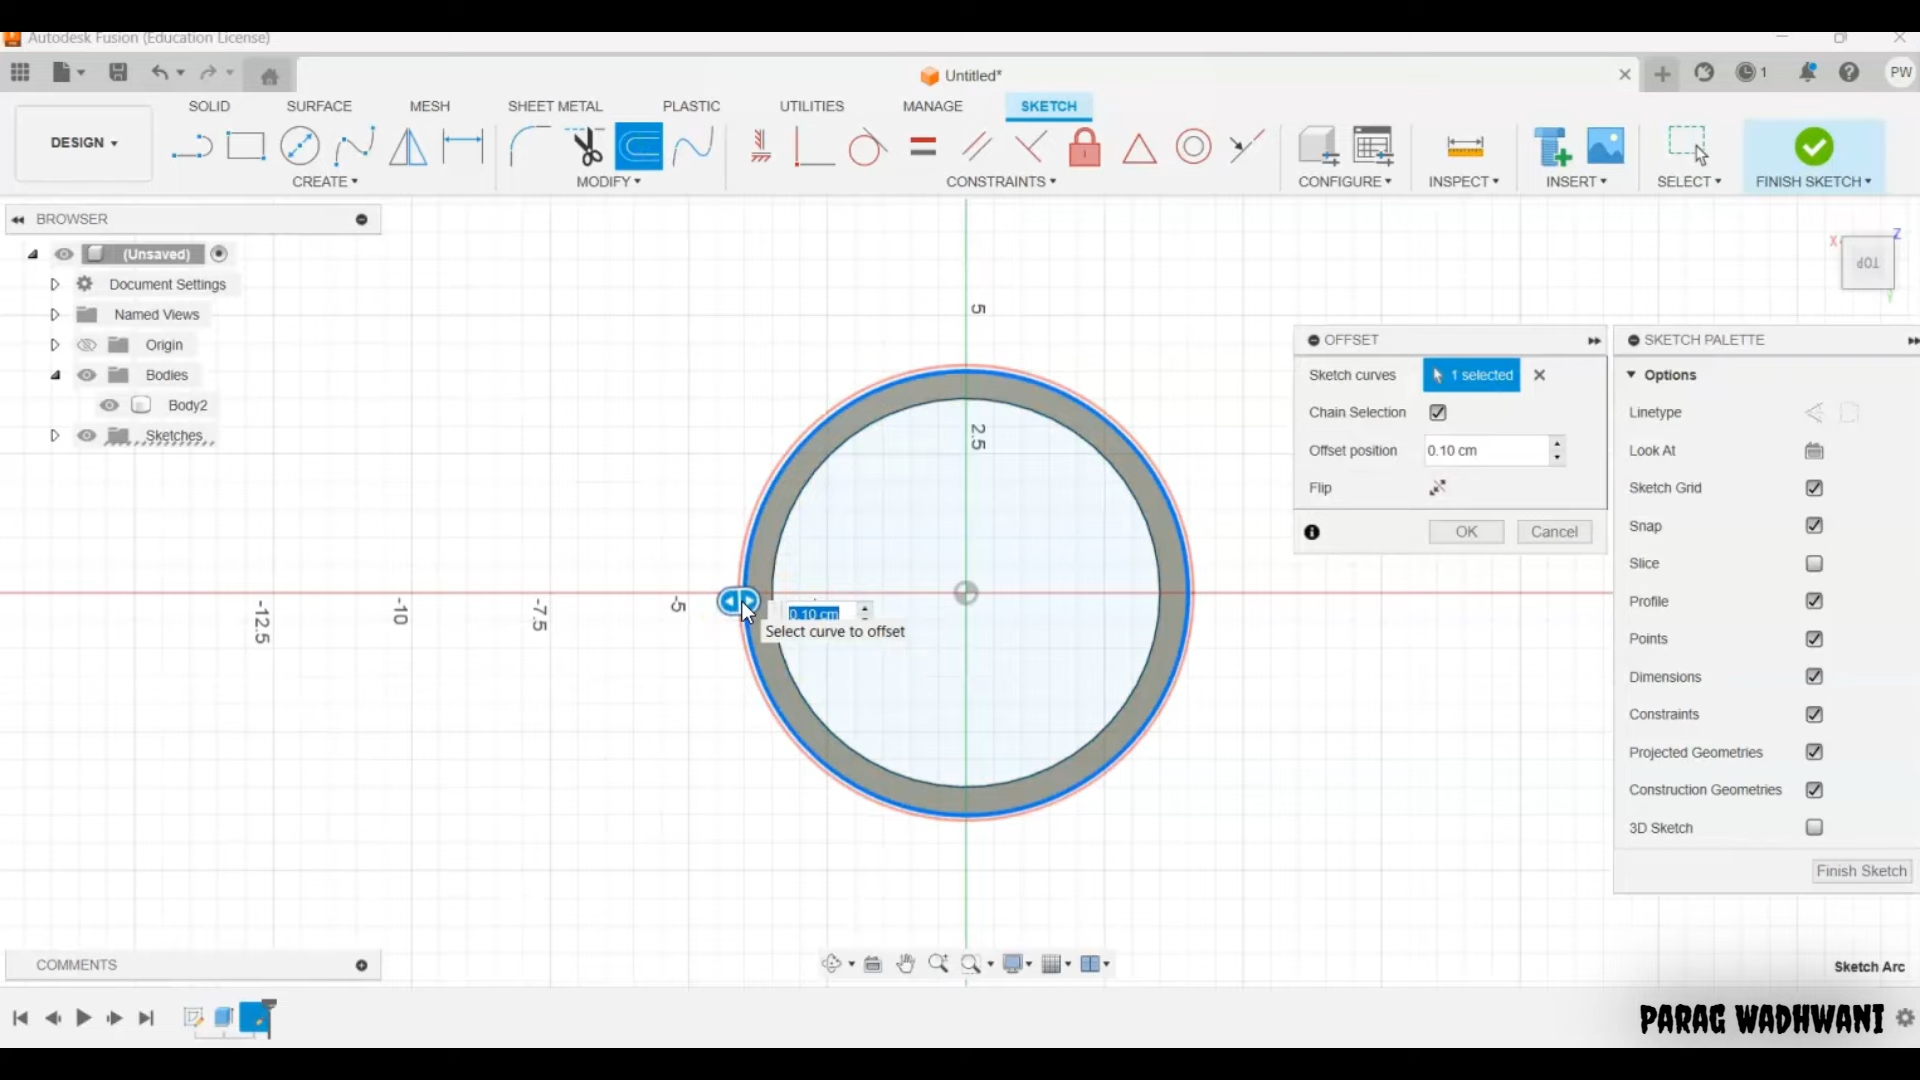 Autodesk Fusion (Education License)
Untitled*
1
PW
SOLID SURFACE MESH SHEET METAL PLASTIC UTILITIES MANAGE SKETCH
DESIGN
CREATE MODIFY CONSTRAINTS CONFIGURE INSPECT INSERT SELECT FINISH SKETCH
BROWSER
(Unsaved)
Document Settings
Named Views
Origin
Bodies
Body2
Sketches
X
Z
TOP
Y
5
2.5
-5
-7.5
-10
-12.5
0.10 cm
Select curve to offset
OFFSET
Sketch curves 1 selected
Chain Selection
Offset position 0.10 cm
Flip
OK Cancel
SKETCH PALETTE
Options
Linetype
Look At
Sketch Grid
Snap
Slice
Profile
Points
Dimensions
Constraints
Projected Geometries
Construction Geometries
3D Sketch
Finish Sketch
COMMENTS
Sketch Arc
PARAG WADHWANI